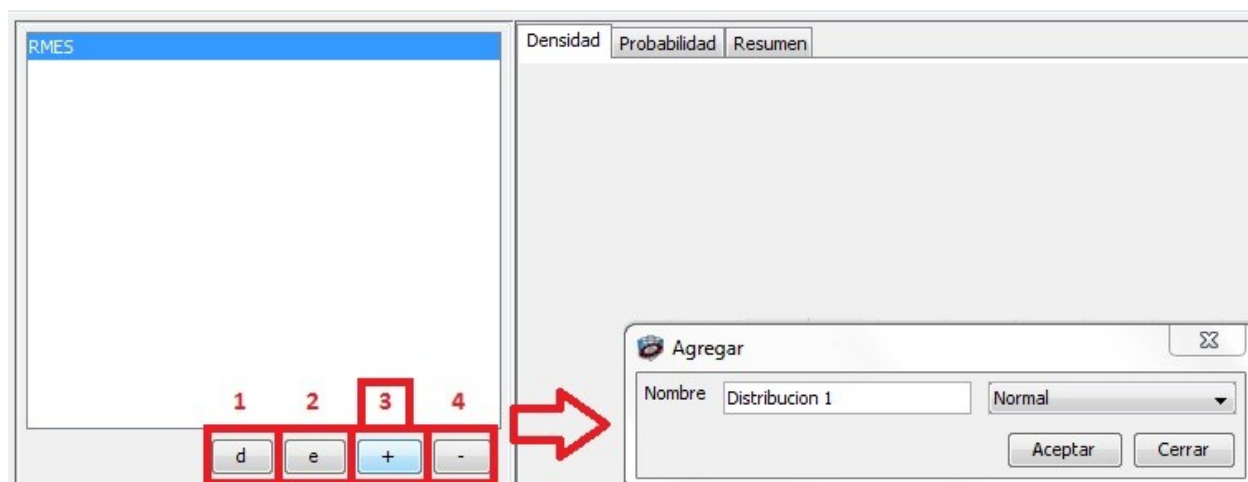 RMES
Densidad Probabilidad Resumen
Agregar
Nombre Distribucion 1 Normal
Aceptar Cerrar
1 2 3 4
d e + -